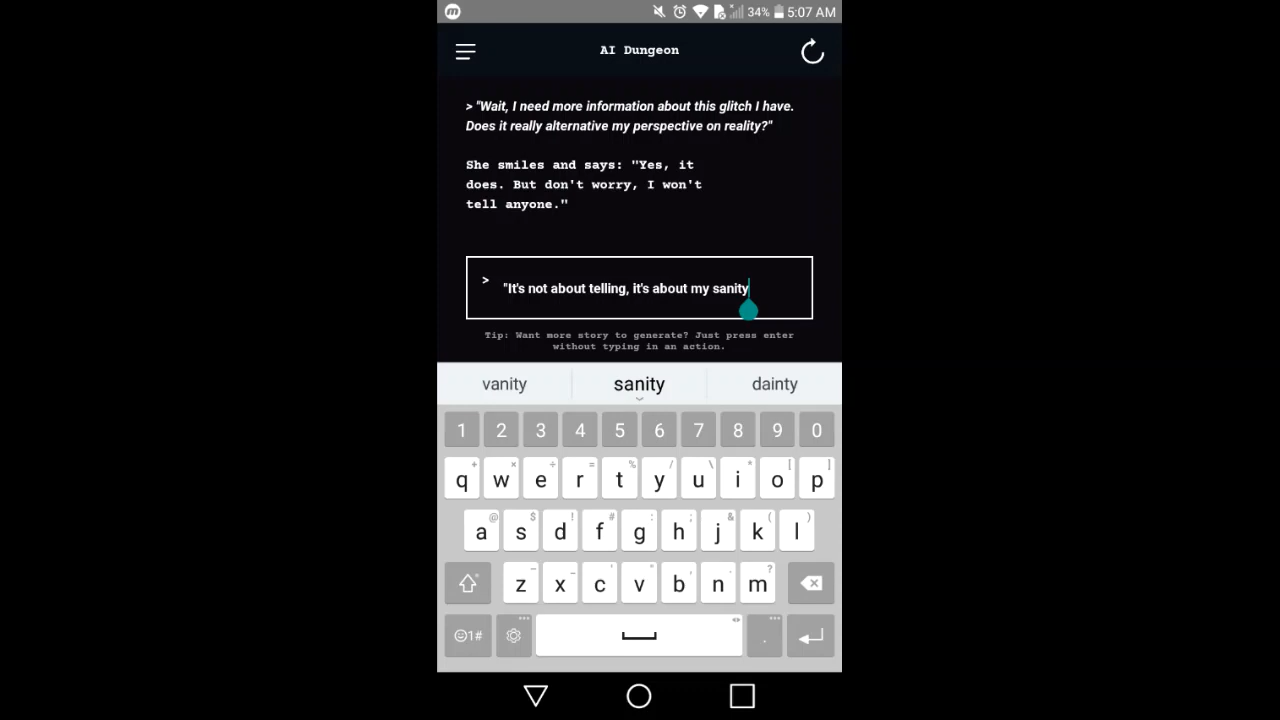 34% 5:07 AM
AI Dungeon
> "Wait, I need more information about this glitch I have.
Does it really alternative my perspective on reality?"
She smiles and says: "Yes, it
does. But don't worry, I won't
tell anyone."
> "It's not about telling, it's about my sanity
Tip: Want more story to generate? Just press enter
without typing in an action.
vanity sanity dainty
1 2 3 4 5 6 7 8 9 0
q w e r t y u i o p
a s d f g h j k l
z x c v b n m
1# .